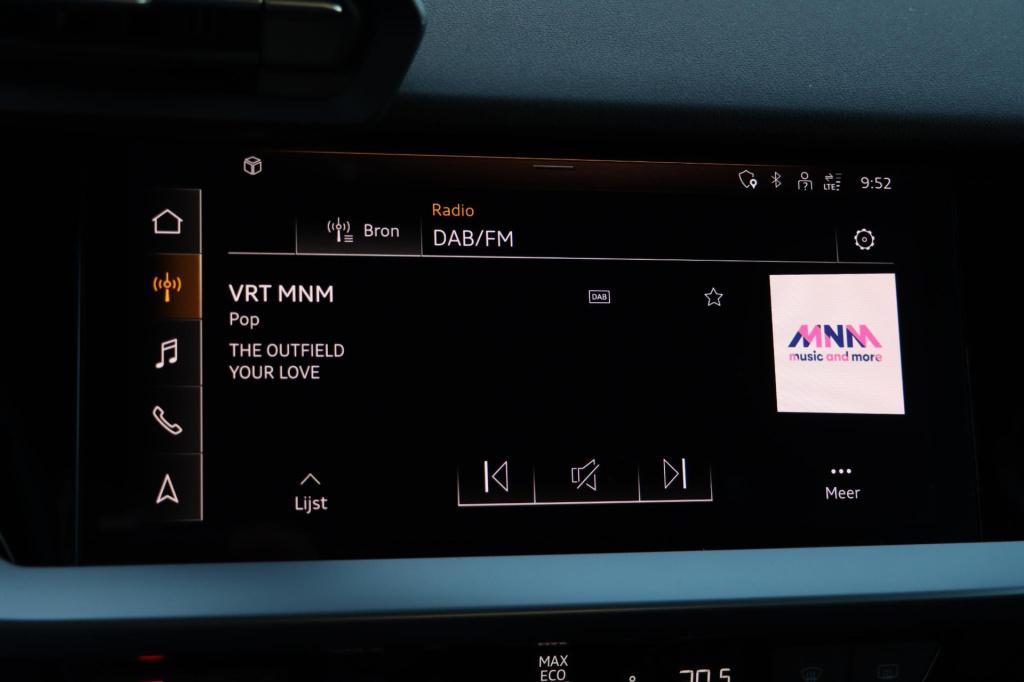 LTE
9:52
Radio
Bron
DAB/FM
VRT MNM
DAB
Pop
THE OUTFIELD
YOUR LOVE
MNM
music and more
Lijst
Meer
MAX
ECO